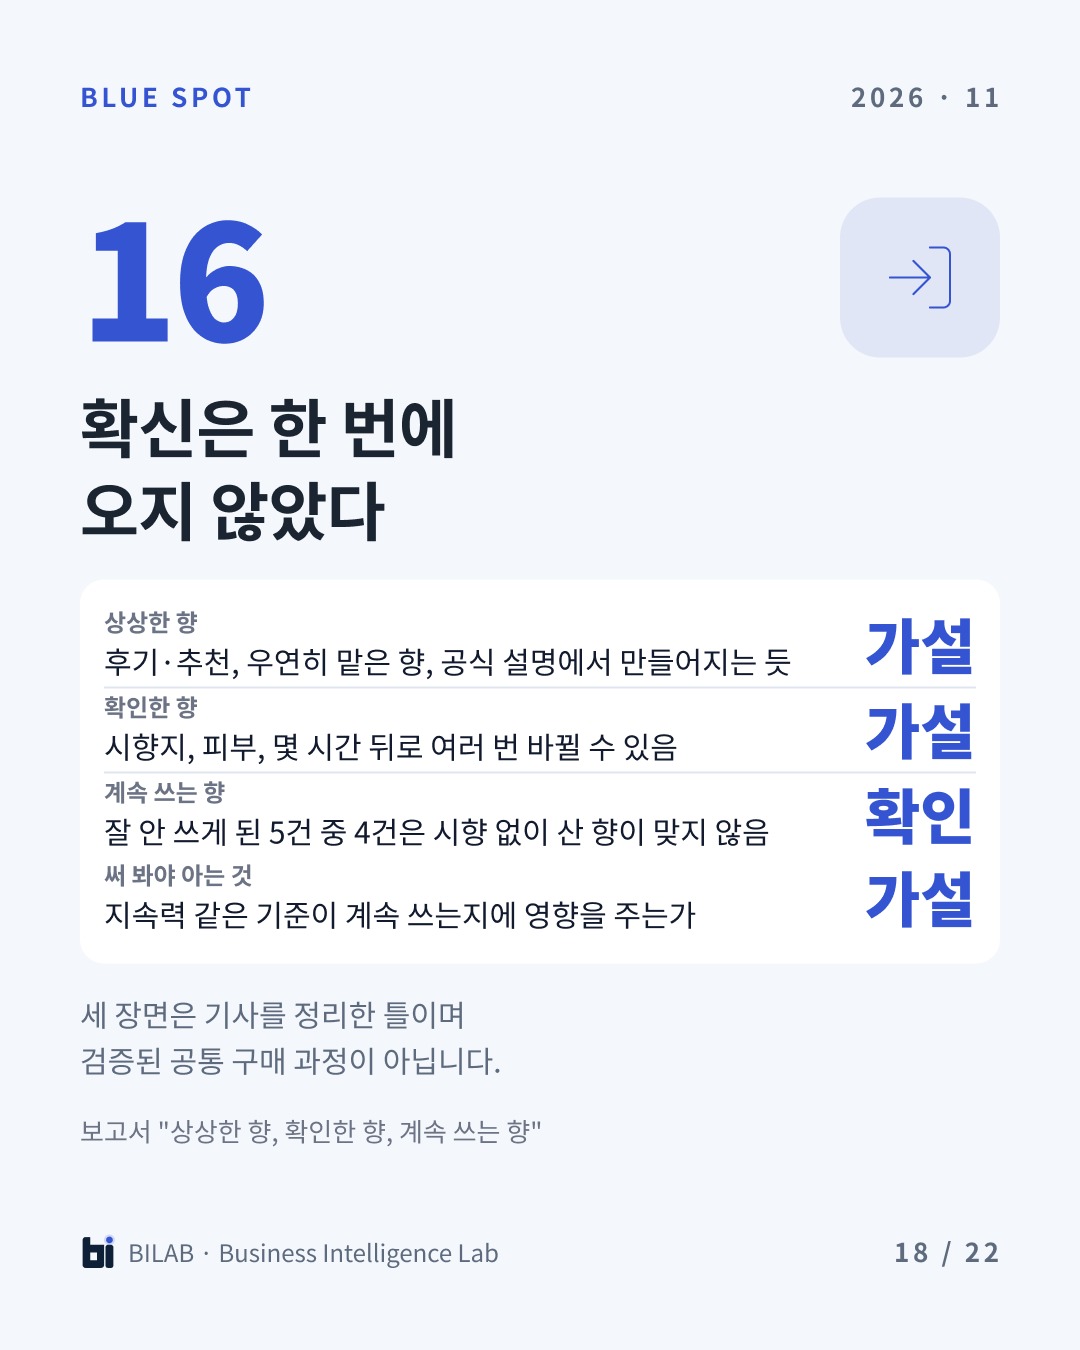 BLUE SPOT
2026 · 11
16
확신은 한 번에
오지 않았다
상상한 향
후기·추천, 우연히 맡은 향, 공식 설명에서 만들어지는 듯
가설
확인한 향
시향지, 피부, 몇 시간 뒤로 여러 번 바뀔 수 있음
가설
계속 쓰는 향
잘 안 쓰게 된 5건 중 4건은 시향 없이 산 향이 맞지 않음
확인
써 봐야 아는 것
지속력 같은 기준이 계속 쓰는지에 영향을 주는가
가설
세 장면은 기사를 정리한 틀이며
검증된 공통 구매 과정이 아닙니다.
보고서 "상상한 향, 확인한 향, 계속 쓰는 향"
bi BILAB · Business Intelligence Lab
18 / 22